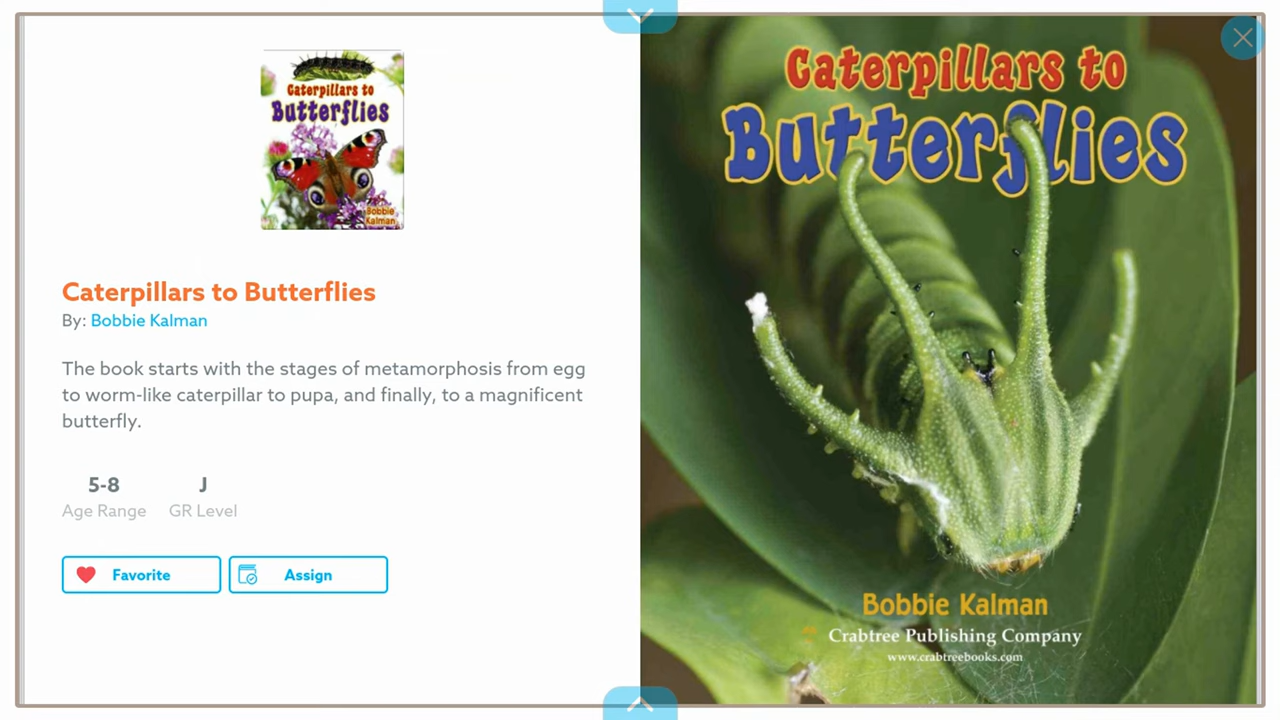 Caterpillars to
Butterflies
Bobbie
Kalman
Caterpillars to Butterflies
By: Bobbie Kalman
The book starts with the stages of metamorphosis from egg
to worm-like caterpillar to pupa, and finally, to a magnificent
butterfly.
5-8 J
Age Range GR Level
Favorite Assign
Caterpillars to
Butterflies
Bobbie Kalman
Crabtree Publishing Company
www.crabtreebooks.com